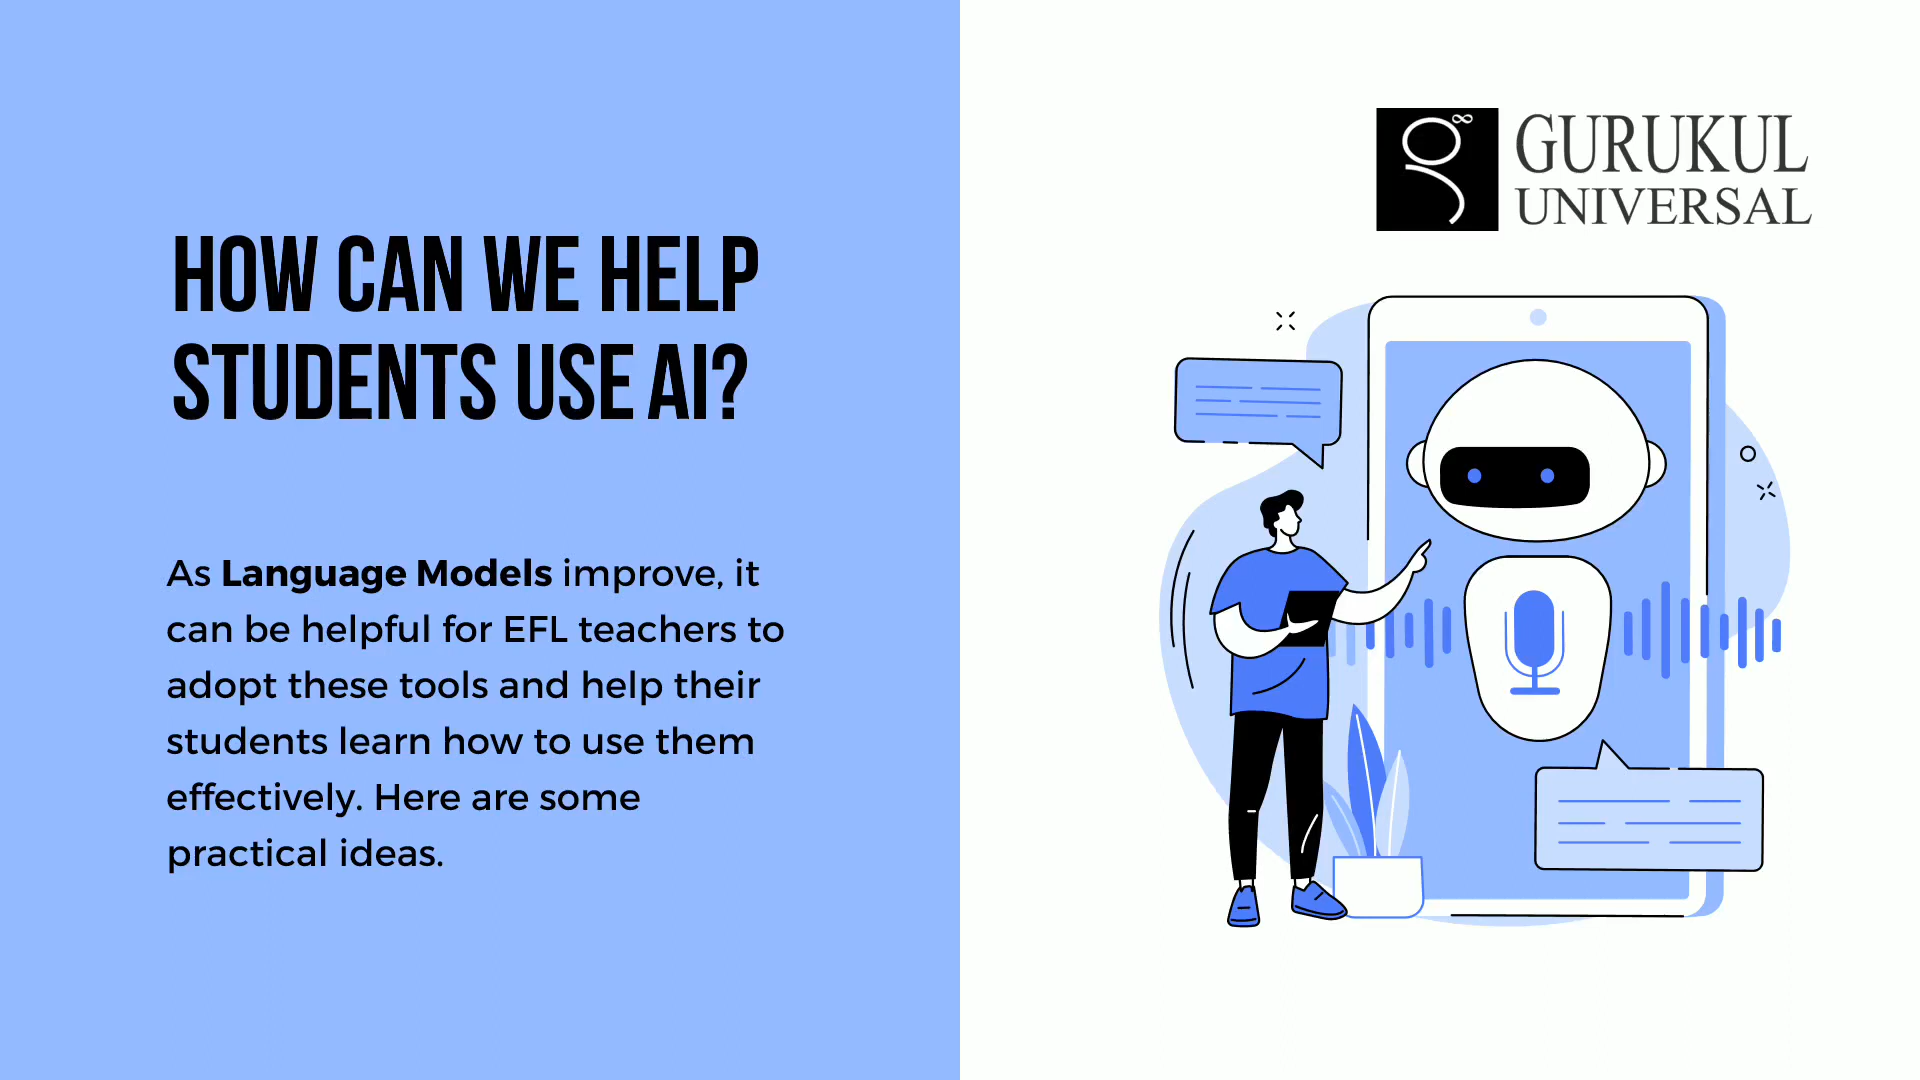 HOW CAN WE HELP
STUDENTS USE AI?
As Language Models improve, it
can be helpful for EFL teachers to
adopt these tools and help their
students learn how to use them
effectively. Here are some
practical ideas.
g∞
GURUKUL
UNIVERSAL